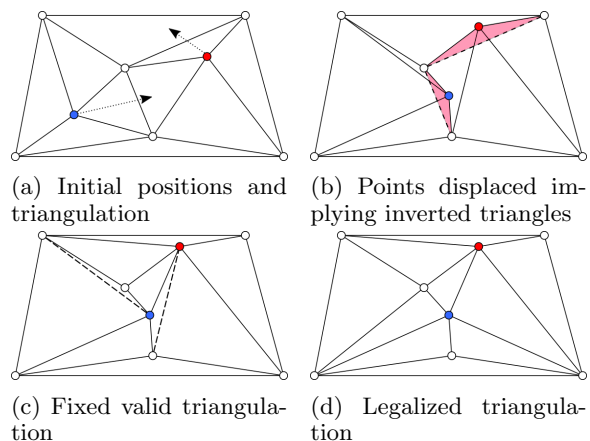 (a) Initial positions and
triangulation
(b) Points displaced im-
plying inverted triangles
(c) Fixed valid triangula-
tion
(d) Legalized triangula-
tion